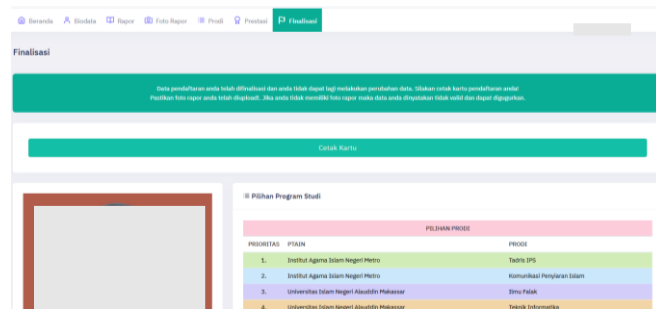 Beranda Biodata Rapor Foto Rapor Prodi Prestasi Finalisasi
Finalisasi
Data pendaftaran anda telah difinalisasi dan anda tidak dapat lagi melakukan perubahan data. Silakan cetak kartu pendaftaran anda!
Pastikan foto rapor anda telah diupload!. Jika anda tidak memiliki foto rapor maka data anda dinyatakan tidak valid dan dapat digugurkan.
Cetak Kartu
Pilihan Program Studi
PILIHAN PRODI
PRIORITAS PTAIN PRODI
1. Institut Agama Islam Negeri Metro Tadris IPS
2. Institut Agama Islam Negeri Metro Komunikasi Penyiaran Islam
3. Universitas Islam Negeri Alauddin Makassar Ilmu Falak
4. Universitas Islam Negeri Alauddin Makassar Teknik Informatika